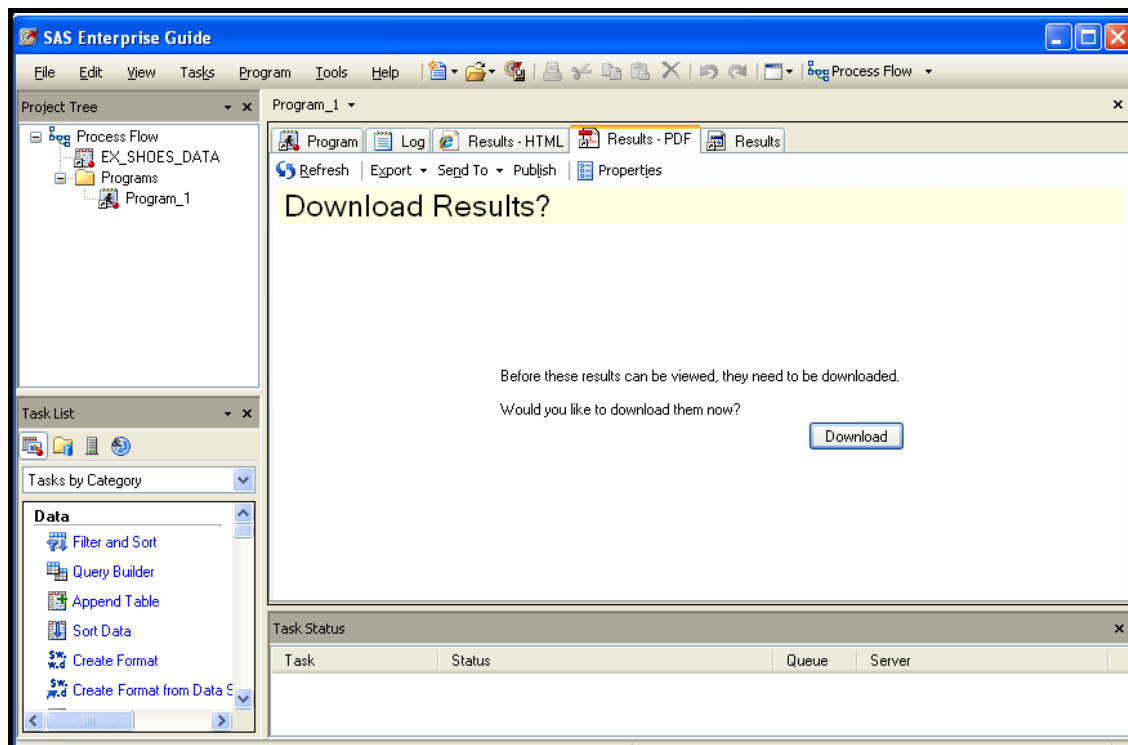 SAS Enterprise Guide
File Edit View Tasks Program Tools Help Process Flow
Project Tree
Process Flow
EX_SHOES_DATA
Programs
Program_1
Program_1
Program Log Results - HTML Results - PDF Results
Refresh Export Send To Publish Properties
Download Results?
Before these results can be viewed, they need to be downloaded.
Would you like to download them now?
Download
Task List
Tasks by Category
Data
Filter and Sort
Query Builder
Append Table
Sort Data
Create Format
Create Format from Data S
Task Status
Task Status Queue Server